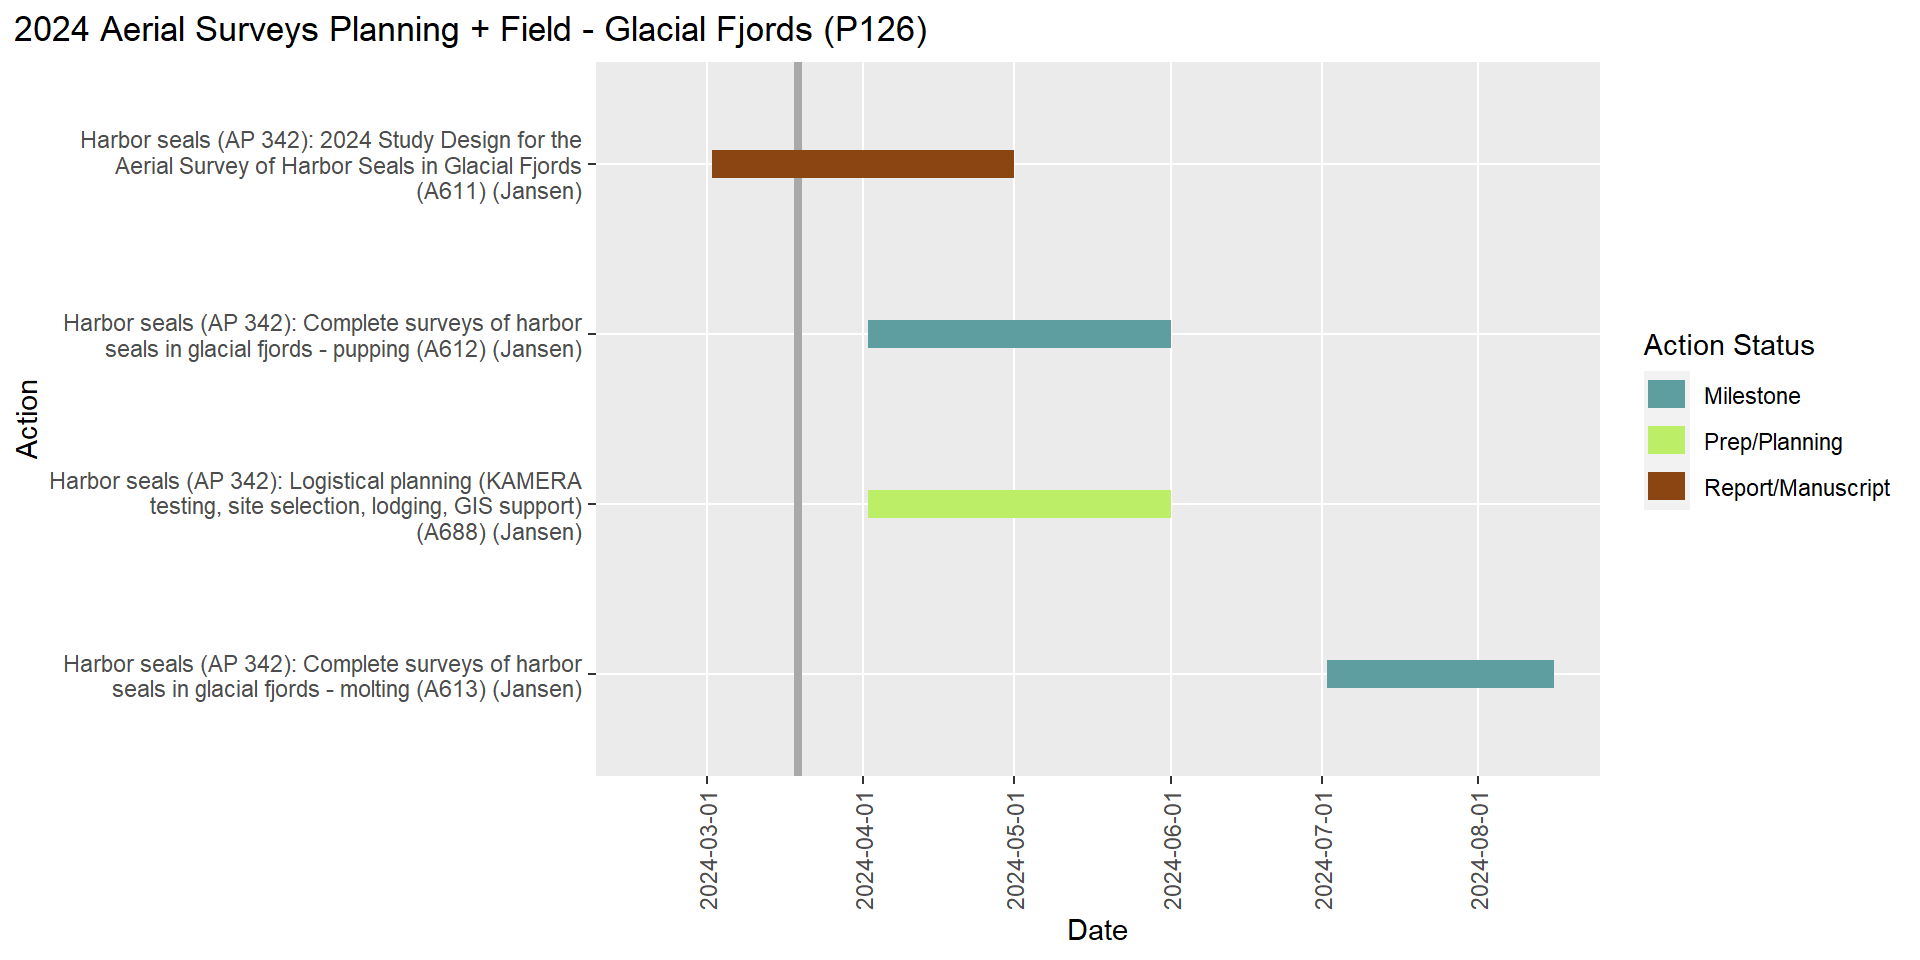 2024 Aerial Surveys Planning + Field - Glacial Fjords (P126)
Harbor seals (AP 342): 2024 Study Design for the
Aerial Survey of Harbor Seals in Glacial Fjords
(A611) (Jansen)
Harbor seals (AP 342): Complete surveys of harbor
seals in glacial fjords - pupping (A612) (Jansen)
Harbor seals (AP 342): Logistical planning (KAMERA
testing, site selection, lodging, GIS support)
(A688) (Jansen)
Harbor seals (AP 342): Complete surveys of harbor
seals in glacial fjords - molting (A613) (Jansen)
Action
2024-03-01
2024-04-01
2024-05-01
2024-06-01
2024-07-01
2024-08-01
Date
Action Status
Milestone
Prep/Planning
Report/Manuscript